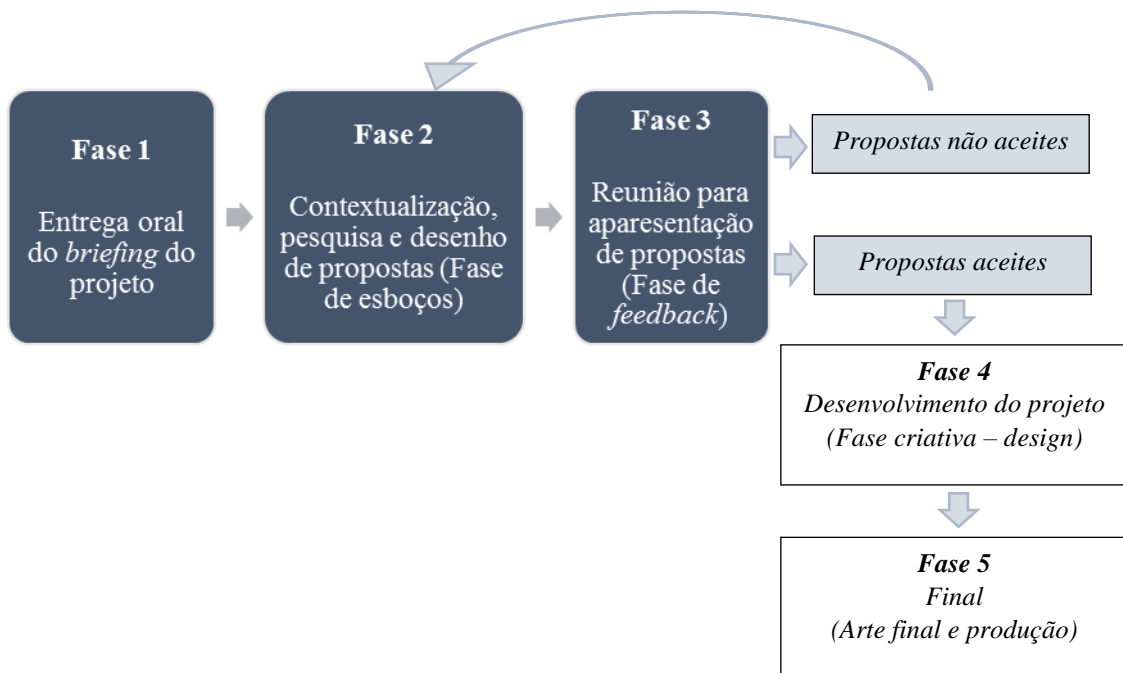 Fase 1
Entrega oral
do briefing do
projeto
Fase 2
Contextualização,
pesquisa e desenho
de propostas (Fase
de esboços)
Fase 3
Reunião para
aparesentação
de propostas
(Fase de
feedback)
Propostas não aceites
Propostas aceites
Fase 4
Desenvolvimento do projeto
(Fase criativa – design)
Fase 5
Final
(Arte final e produção)